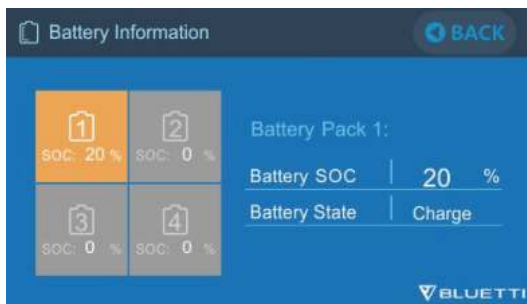 Battery Information
BACK
1
SOC: 20 %
2
SOC: 0 %
3
SOC: 0 %
4
SOC: 0 %
Battery Pack 1:
Battery SOC 20 %
Battery State Charge
BLUETTI